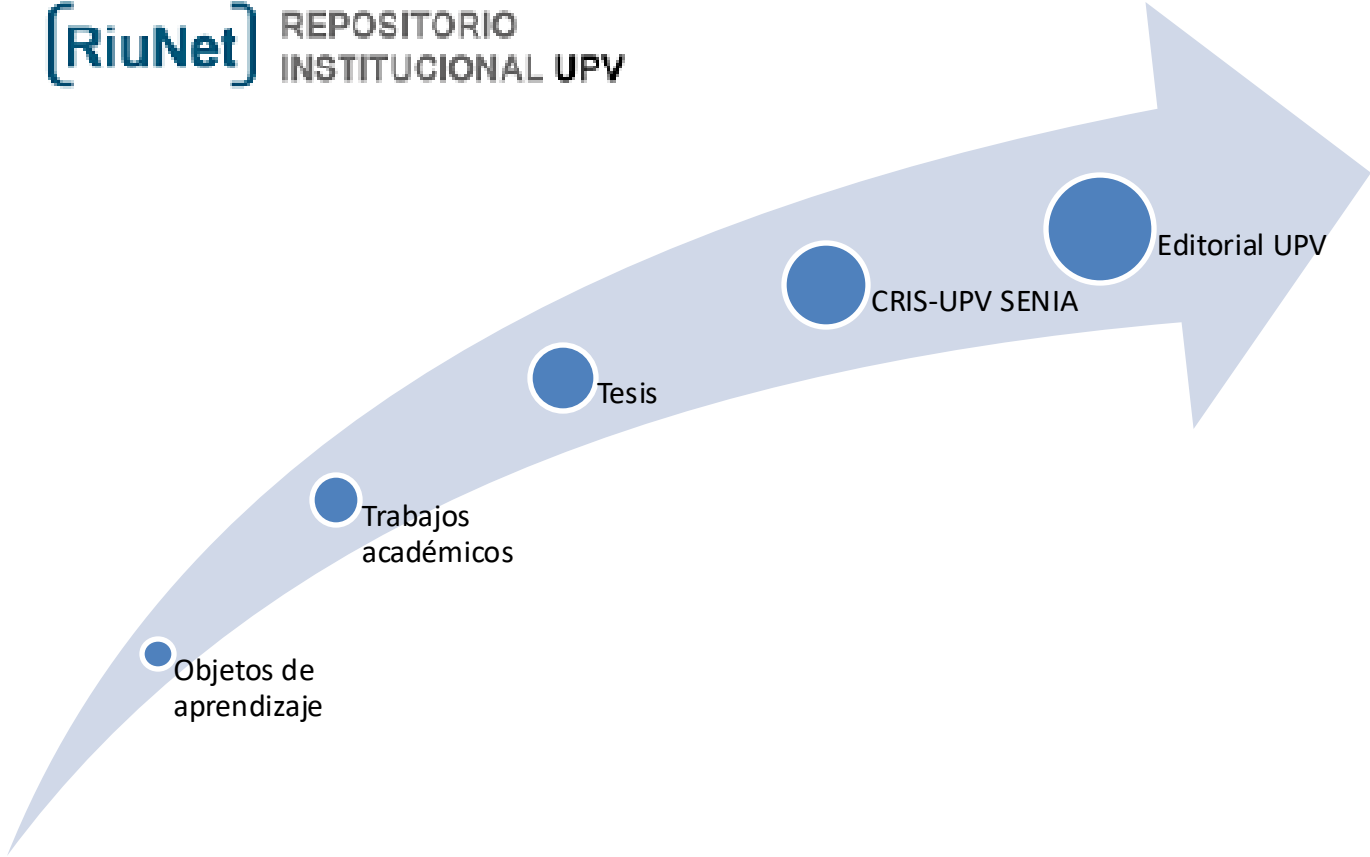 [RiuNet] REPOSITORIO
INSTITUCIONAL UPV
Editorial UPV
CRIS-UPV SENIA
Tesis
Trabajos
académicos
Objetos de
aprendizaje